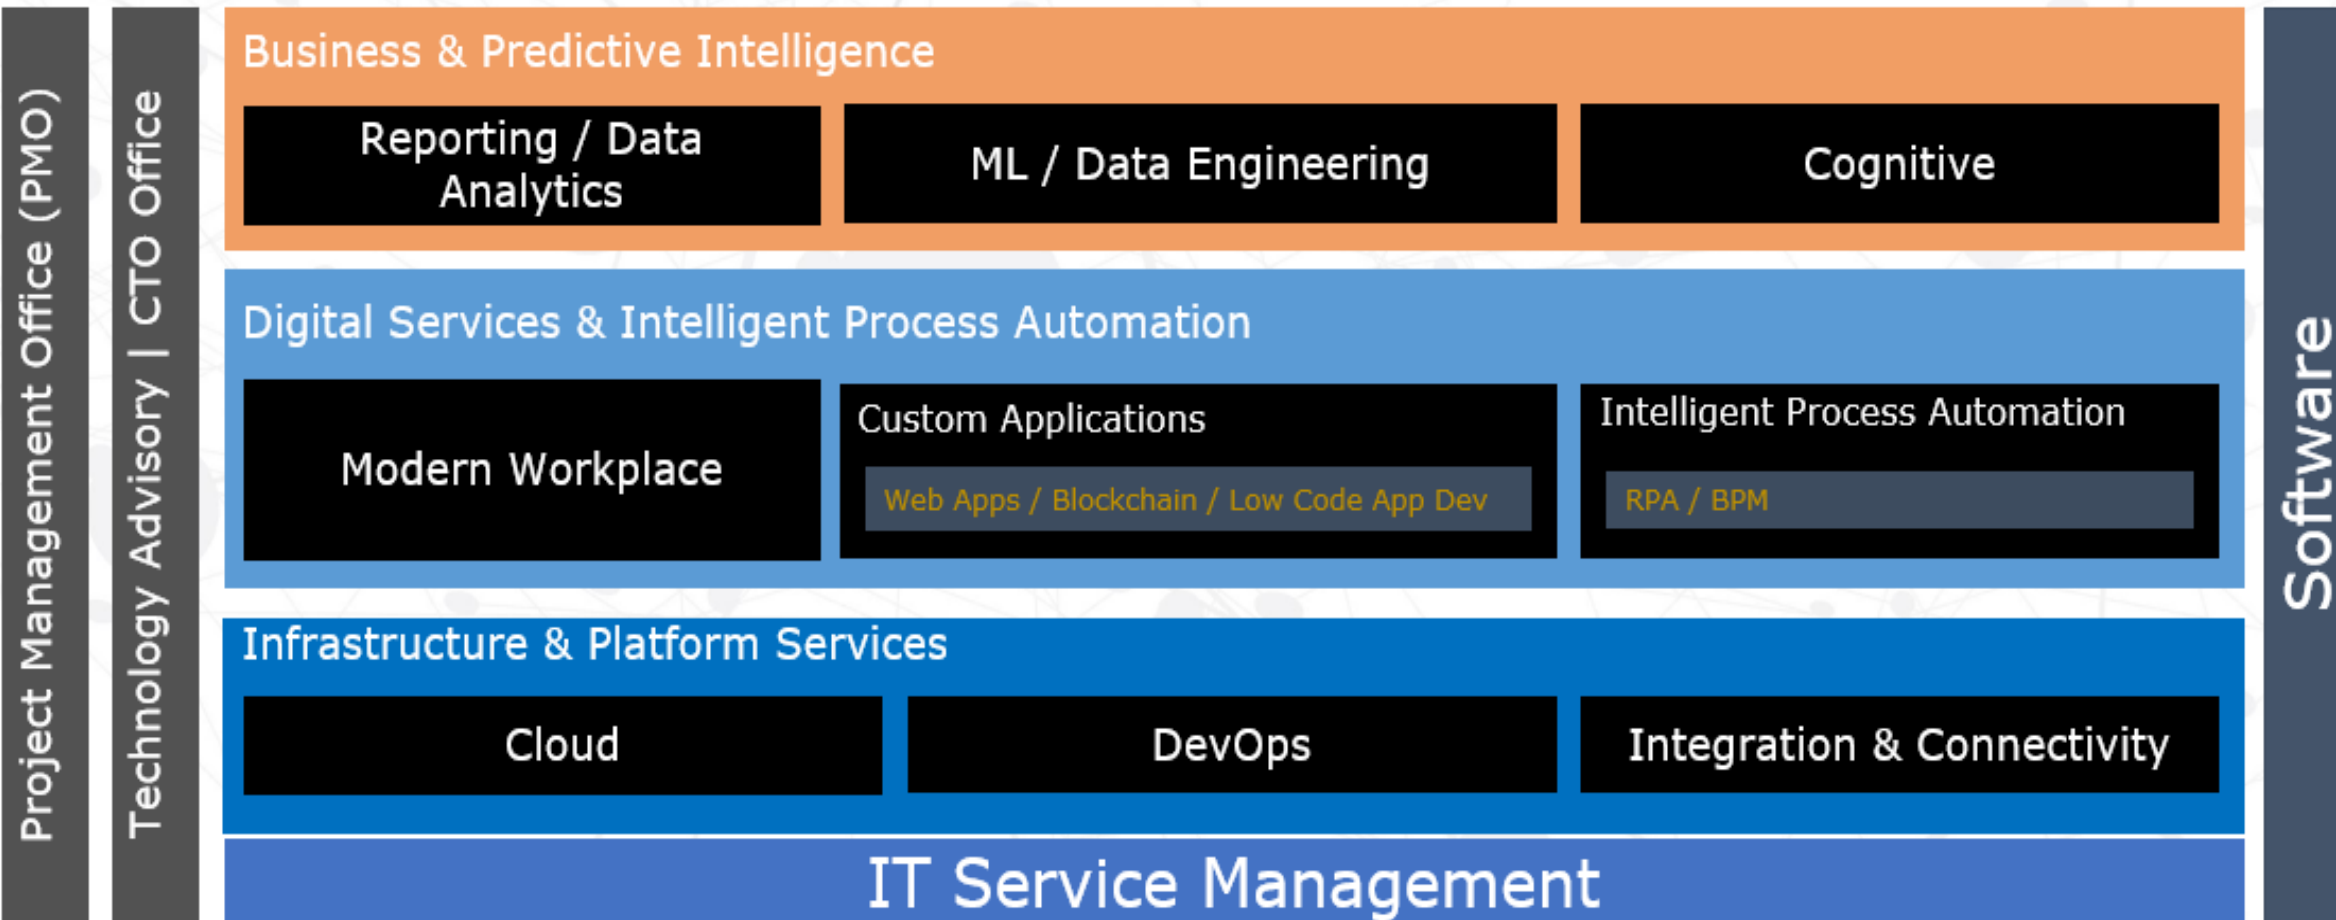 Project Management Office (PMO)
Technology Advisory | CTO Office
Business & Predictive Intelligence
Reporting / Data
Analytics
ML / Data Engineering
Cognitive
Digital Services & Intelligent Process Automation
Modern Workplace
Custom Applications
Web Apps / Blockchain / Low Code App Dev
Intelligent Process Automation
RPA / BPM
Infrastructure & Platform Services
Cloud
DevOps
Integration & Connectivity
IT Service Management
Software